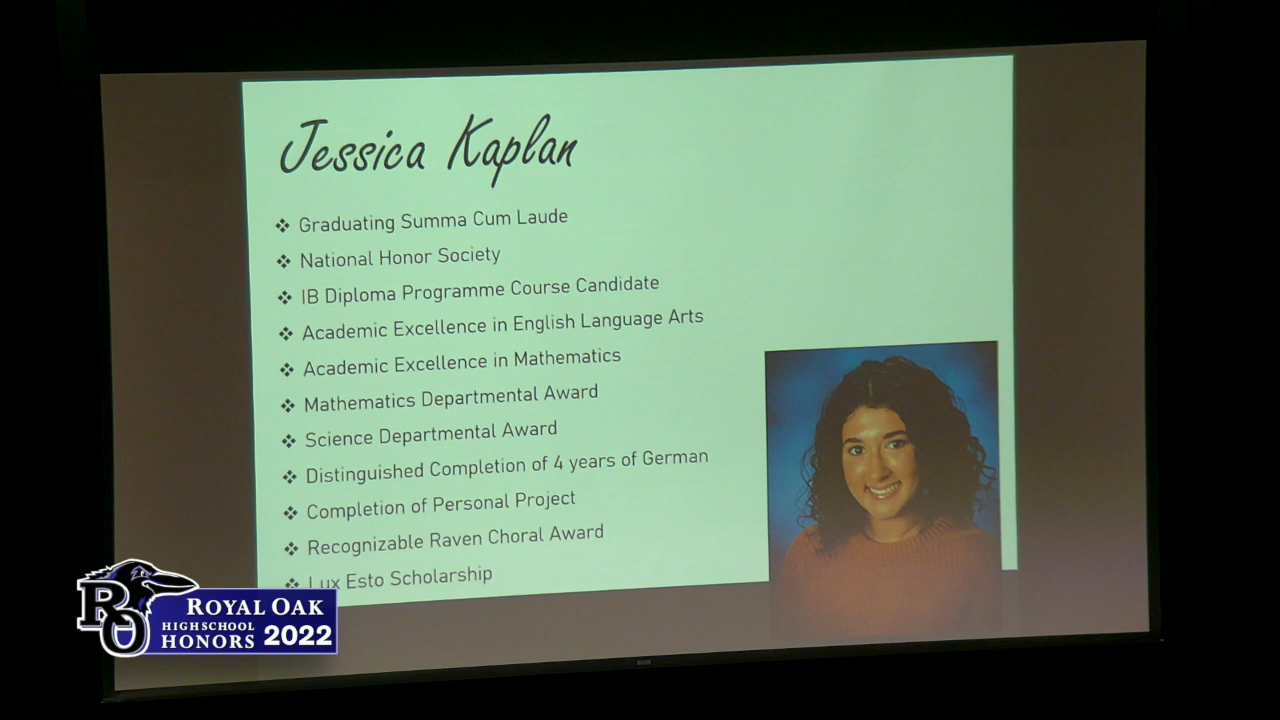 Jessica Kaplan
❖ Graduating Summa Cum Laude
❖ National Honor Society
❖ IB Diploma Programme Course Candidate
❖ Academic Excellence in English Language Arts
❖ Academic Excellence in Mathematics
❖ Mathematics Departmental Award
❖ Science Departmental Award
❖ Distinguished Completion of 4 years of German
❖ Completion of Personal Project
❖ Recognizable Raven Choral Award
❖ Lux Esto Scholarship
RO
ROYAL OAK
HIGH SCHOOL
HONORS 2022